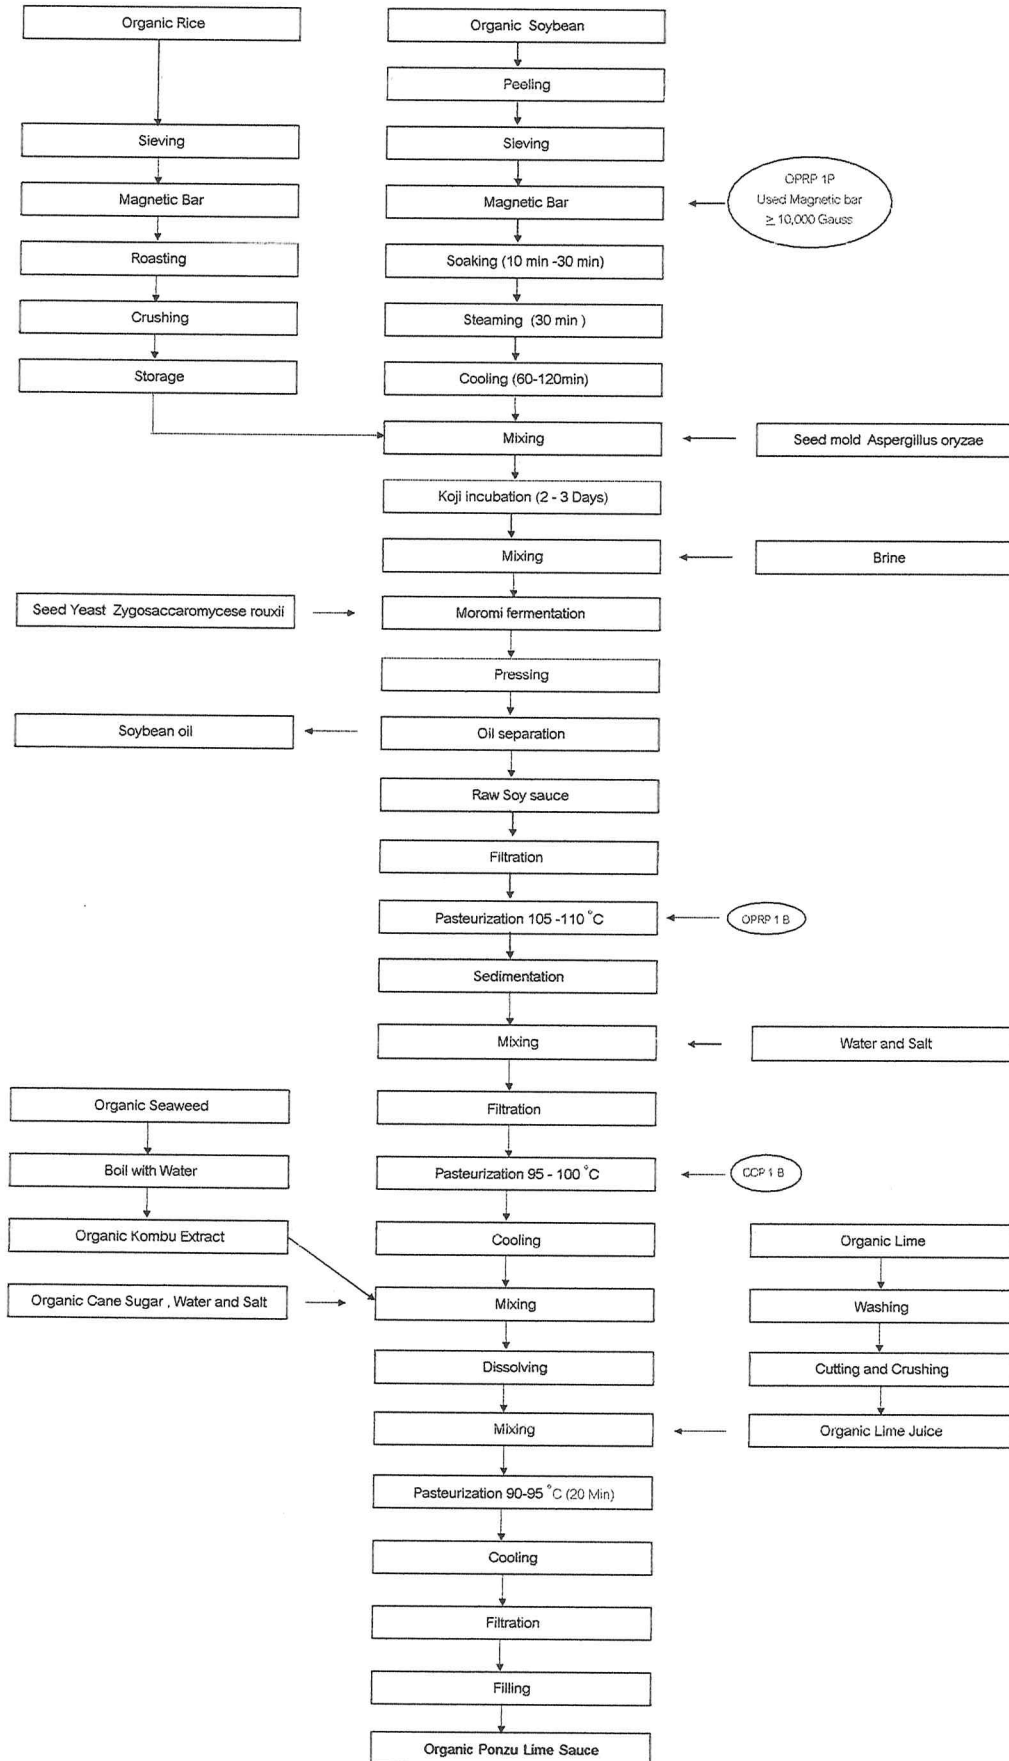 Organic Rice
Organic Soybean
Peeling
Sieving
Sieving
Magnetic Bar
Magnetic Bar
OPRP 1P
Used Magnetic bar
≥ 10,000 Gauss
Roasting
Soaking (10 min -30 min)
Crushing
Steaming (30 min )
Storage
Cooling (60-120min)
Mixing
Seed mold Aspergillus oryzae
Koji incubation (2 - 3 Days)
Mixing
Brine
Seed Yeast Zygosaccaromycese rouxii
Moromi fermentation
Pressing
Soybean oil
Oil separation
Raw Soy sauce
Filtration
Pasteurization 105 -110 °C
OPRP 1 B
Sedimentation
Mixing
Water and Salt
Organic Seaweed
Filtration
Boil with Water
Pasteurization 95 - 100 °C
CCP 1 B
Organic Kombu Extract
Cooling
Organic Lime
Organic Cane Sugar , Water and Salt
Mixing
Washing
Dissolving
Cutting and Crushing
Mixing
Organic Lime Juice
Pasteurization 90-95 °C (20 Min)
Cooling
Filtration
Filling
Organic Ponzu Lime Sauce